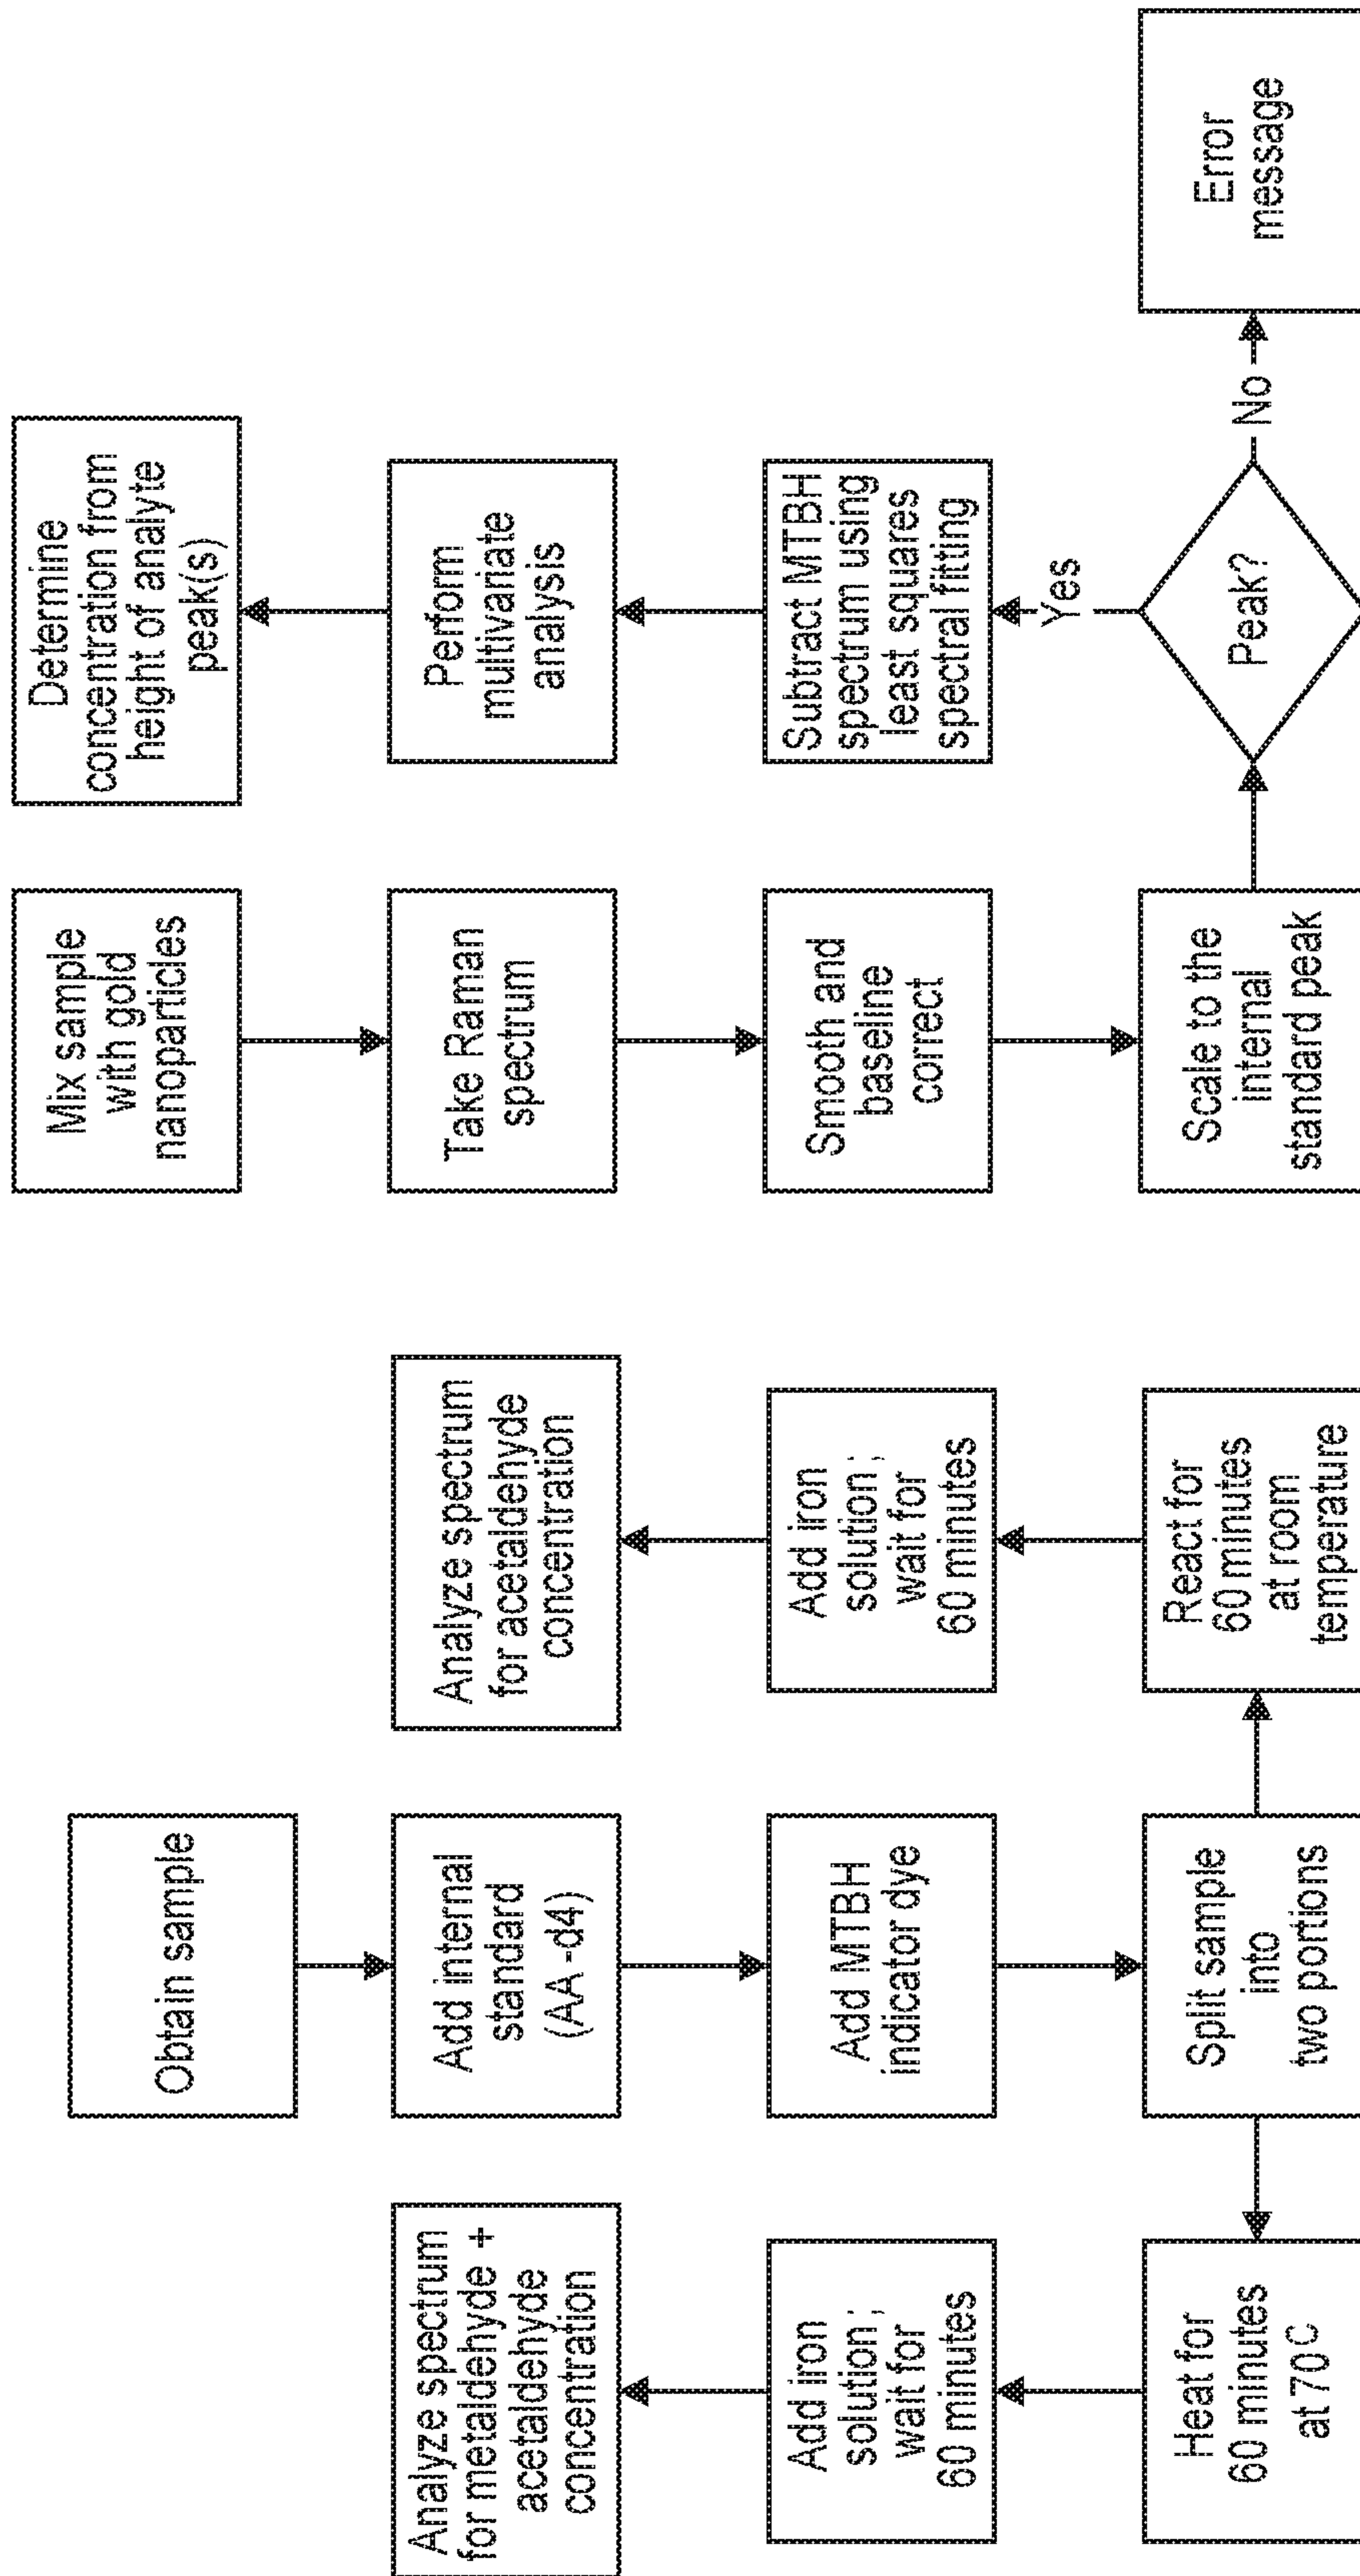 Obtain sample
Add internal
standard
(AA -d4)
Add MTBH
indicator dye
Split sample
into
two portions
Heat for
60 minutes
at 70C
Add iron
solution ;
wait for
60 minutes
Analyze spectrum
for metaldehyde +
acetaldehyde
concentration
React for
60 minutes
at room
temperature
Add iron
solution ;
wait for
60 minutes
Analyze spectrum
for acetaldehyde
concentration
Mix sample
with gold
nanoparticles
Take Raman
spectrum
Smooth and
baseline
correct
Scale to the
internal
standard peak
Peak?
Yes
No
Error
message
Subtract MTBH
spectrum using
least squares
spectral fitting
Perform
multivariate
analysis
Determine
concentration from
height of analyte
peak(s)